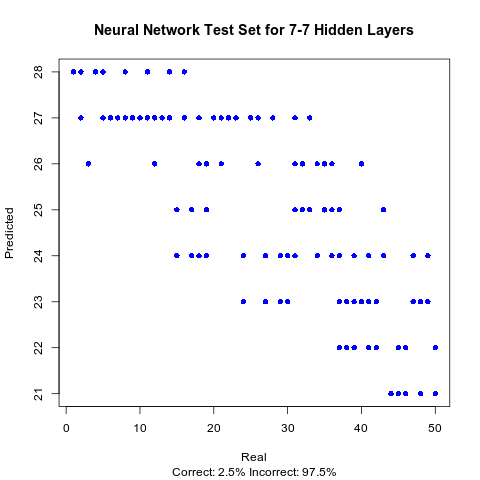 Neural Network Test Set for 7-7 Hidden Layers
Predicted
28
27
26
25
24
23
22
21
0 10 20 30 40 50
Real
Correct: 2.5% Incorrect: 97.5%